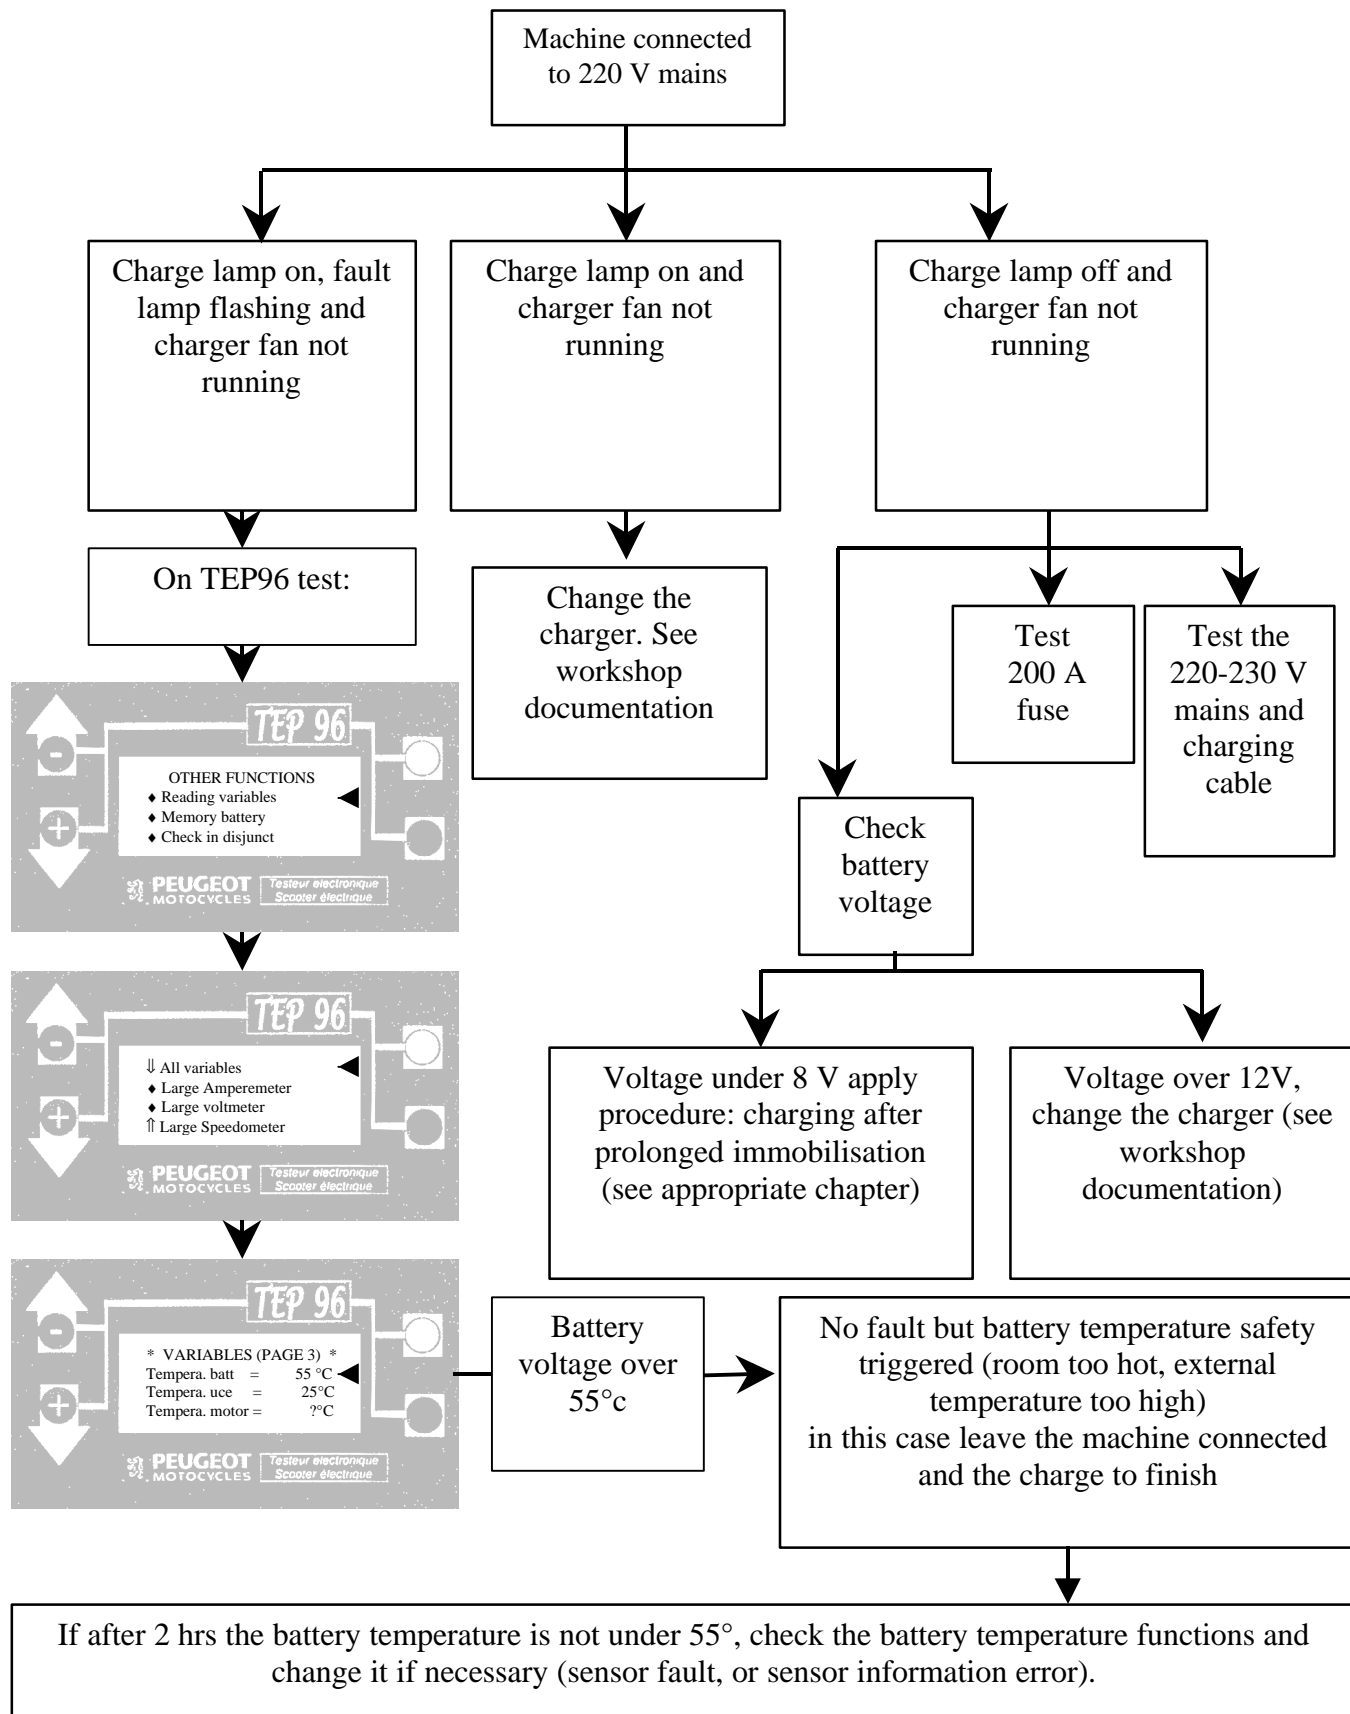 Machine connected
to 220 V mains
Charge lamp on, fault
lamp flashing and
charger fan not
running
Charge lamp on and
charger fan not
running
Charge lamp off and
charger fan not
running
On TEP96 test:
Change the
charger. See
workshop
documentation
Test
200 A
fuse
Test the
220-230 V
mains and
charging
cable
TEP 96
-
OTHER FUNCTIONS
♦ Reading variables
♦ Memory battery
♦ Check in disjunct
+
PEUGEOT
MOTOCYCLES
Testeur electronique
Scooter électrique
Check
battery
voltage
TEP 96
-
⇓ All variables
♦ Large Amperemeter
♦ Large voltmeter
⇑ Large Speedometer
+
PEUGEOT
MOTOCYCLES
Testeur electronique
Scooter électrique
Voltage under 8 V apply
procedure: charging after
prolonged immobilisation
(see appropriate chapter)
Voltage over 12V,
change the charger (see
workshop
documentation)
TEP 96
-
* VARIABLES (PAGE 3) *
Tempera. batt = 55 °C
Tempera. uce = 25°C
Tempera. motor = ?°C
+
PEUGEOT
MOTOCYCLES
Testeur electronique
Scooter électrique
Battery
voltage over
55°c
No fault but battery temperature safety
triggered (room too hot, external
temperature too high)
in this case leave the machine connected
and the charge to finish
If after 2 hrs the battery temperature is not under 55°, check the battery temperature functions and
change it if necessary (sensor fault, or sensor information error).